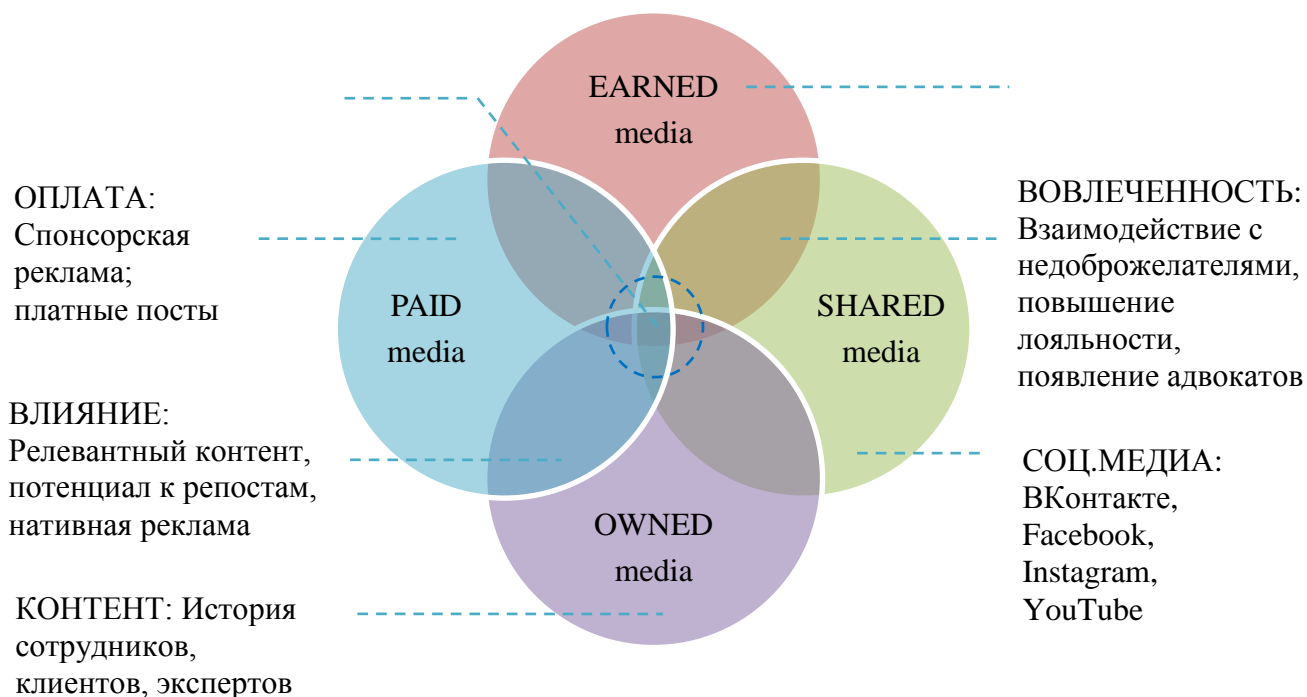 EARNED
media
ОПЛАТА:
Спонсорская
реклама;
платные посты
PAID
media
SHARED
media
ВОВЛЕЧЕННОСТЬ:
Взаимодействие с
недоброжелателями,
повышение
лояльности,
появление адвокатов
ВЛИЯНИЕ:
Релевантный контент,
потенциал к репостам,
нативная реклама
OWNED
media
СОЦ.МЕДИА:
ВКонтакте,
Facebook,
Instagram,
YouTube
КОНТЕНТ: История
сотрудников,
клиентов, экспертов